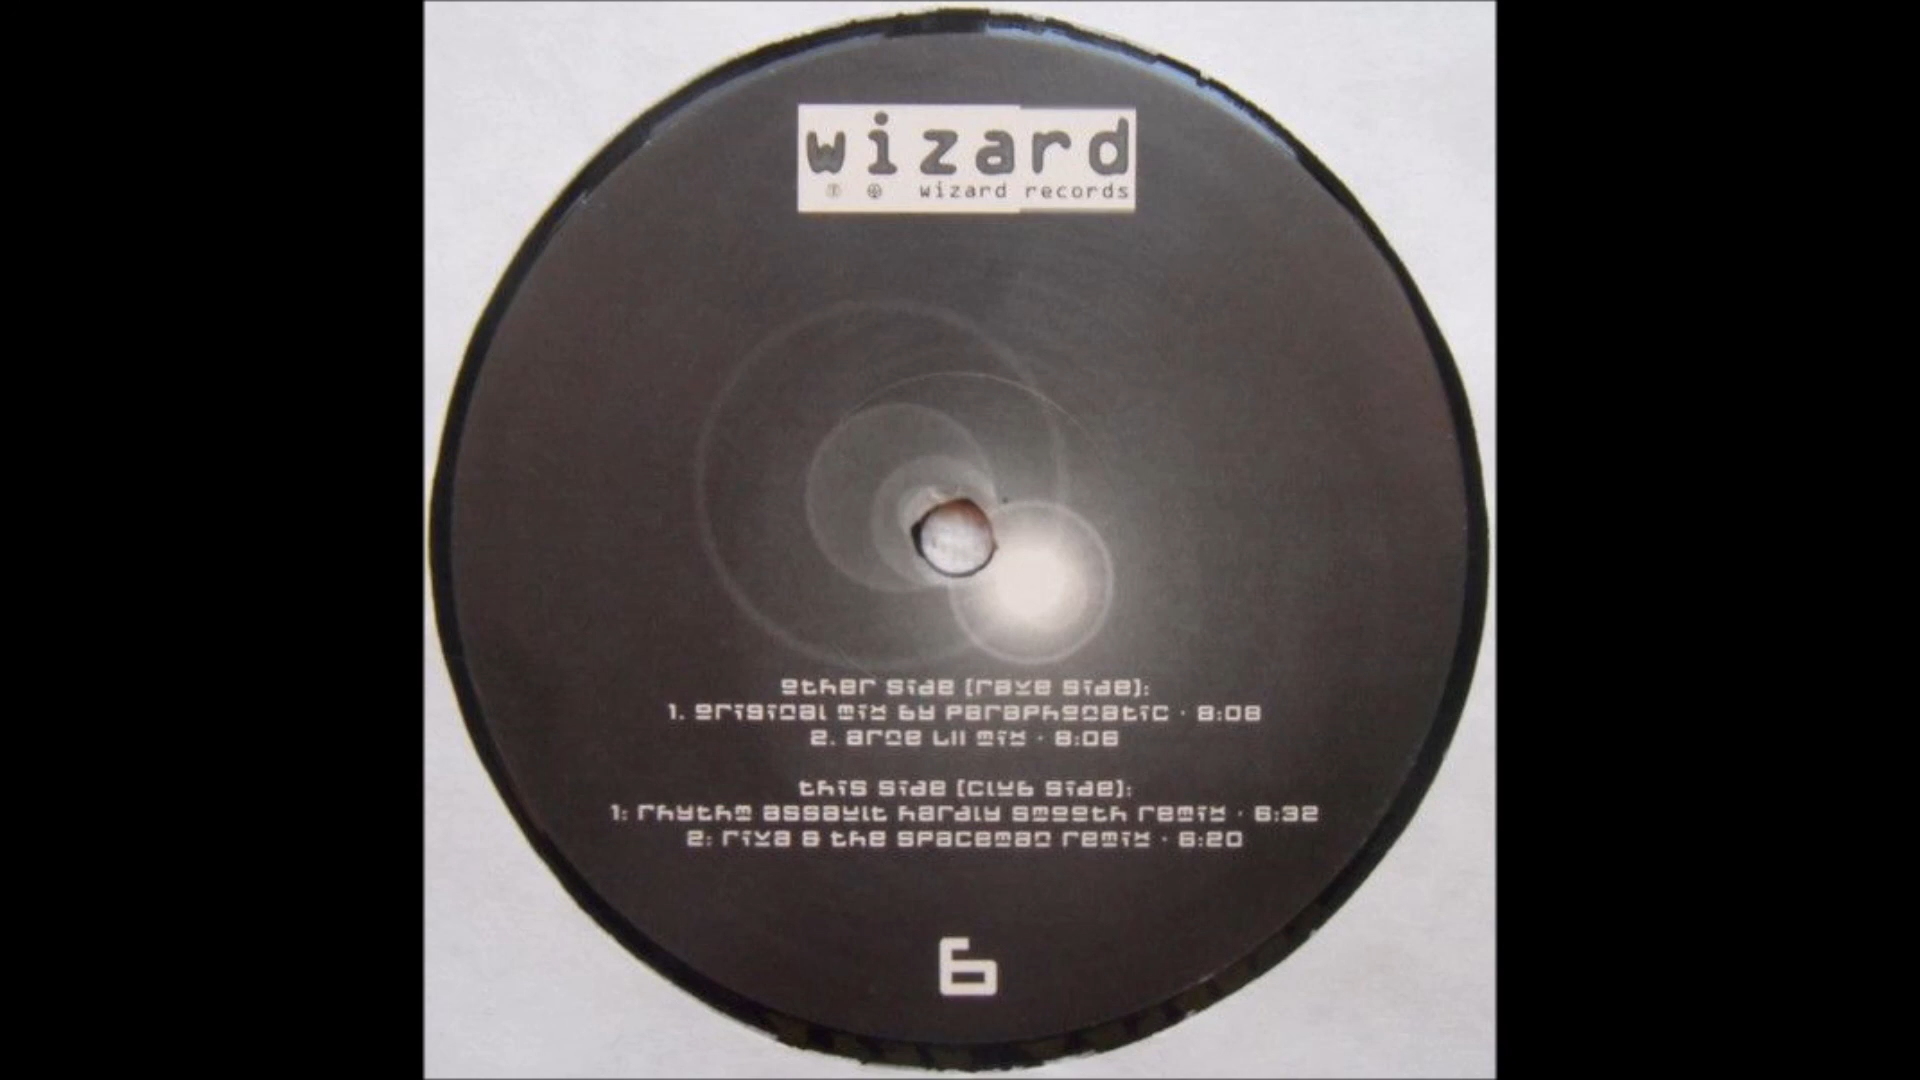 wizard
wizard records
other side [rave side]:
1. original mix by paraphonatic · 8:08
2. arne LII mix · 8:06
this side [club side]:
1: rhythm assault hardly smooth remix · 6:32
2: riva & the spaceman remix · 6:20
6